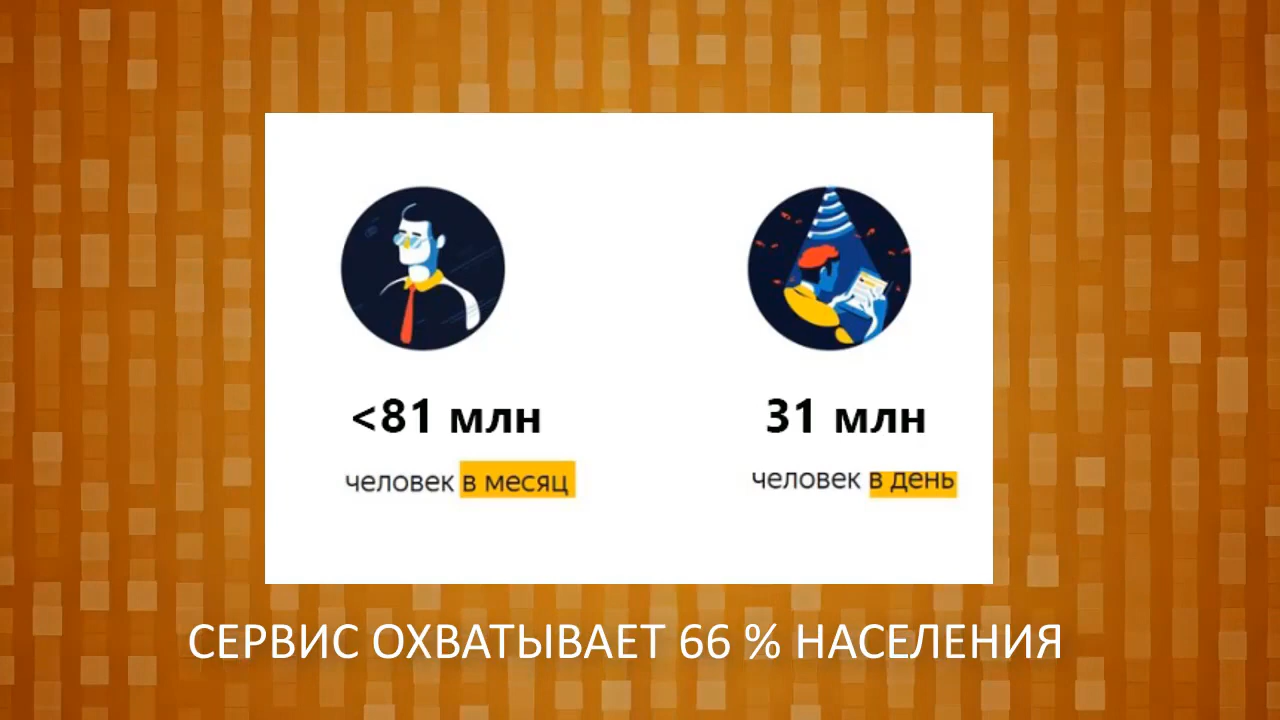 <81 млн
31 млн
человек в месяц
человек в день
СЕРВИС ОХВАТЫВАЕТ 66 % НАСЕЛЕНИЯ